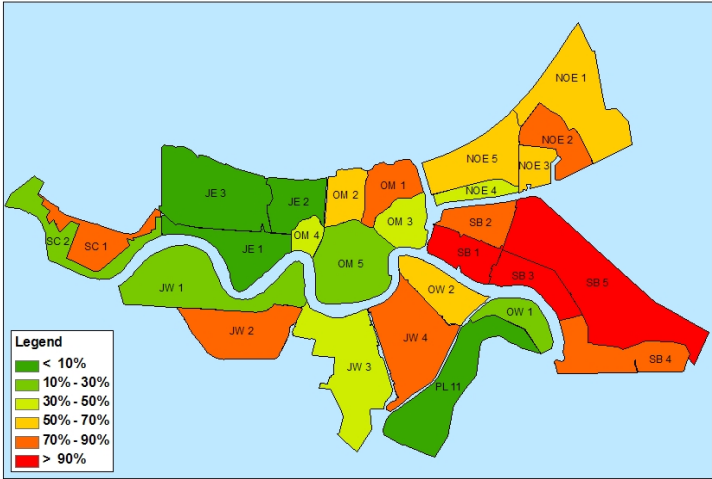 NOE 1
NOE 2
NOE 5
NOE 3
NOE 4
JE 3
JE 2
OM 2
OM 1
OM 3
SB 2
SC 2
SC 1
JE 1
OM 4
SB 1
SB 3
SB 5
JW 1
OM 5
OW 2
OW 1
JW 2
JW 4
JW 3
SB 4
PL 11
Legend
< 10%
10% - 30%
30% - 50%
50% - 70%
70% - 90%
> 90%